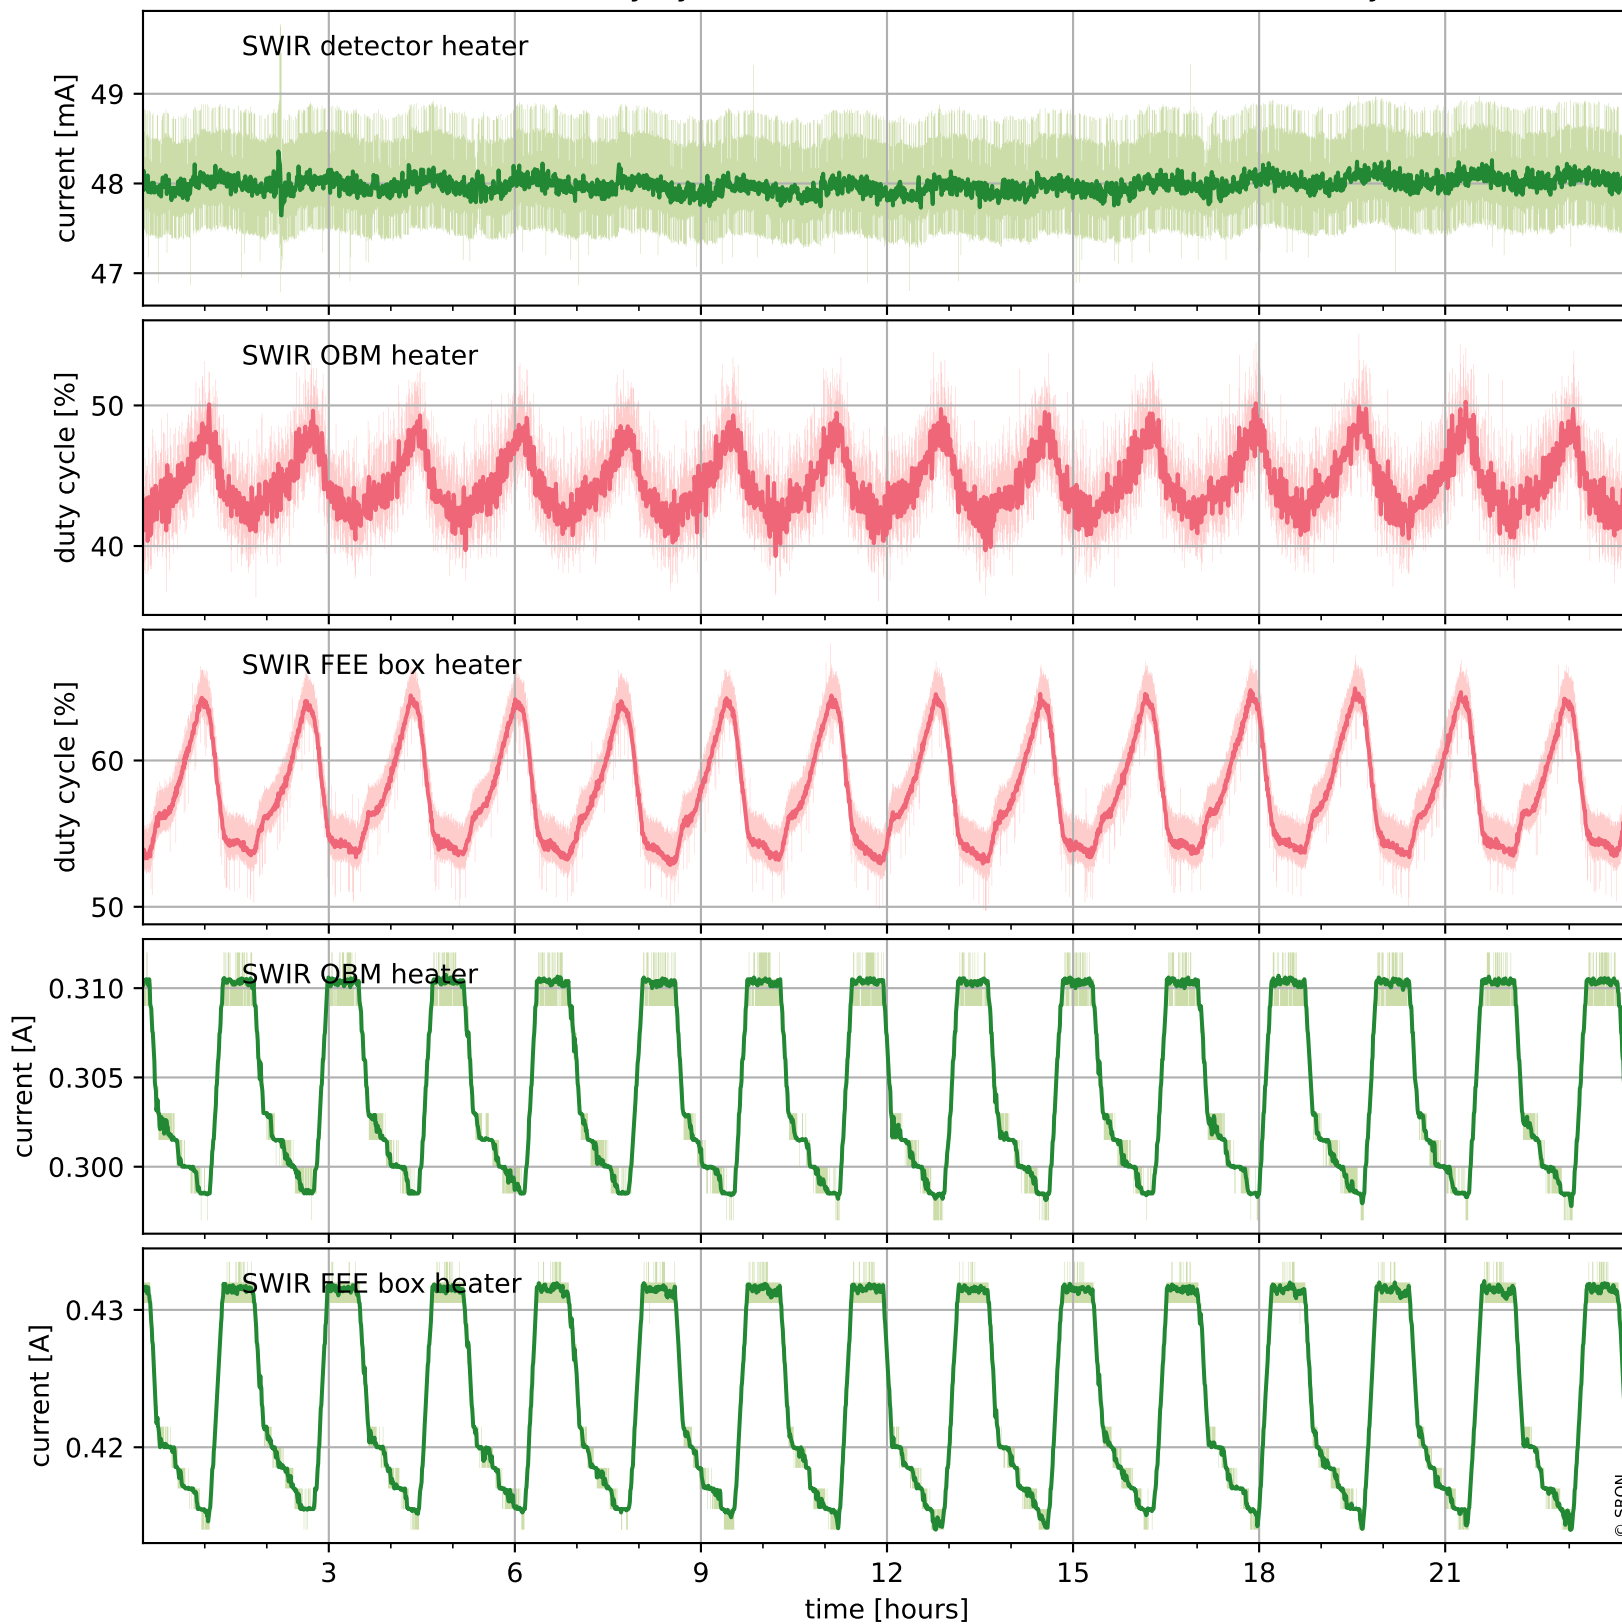 SWIR detector heater
49
48
47
current [mA]
SWIR OBM heater
50
40
duty cycle [%]
SWIR FEE box heater
60
50
duty cycle [%]
SWIR OBM heater
0.310
0.305
0.300
current [A]
SWIR FEE box heater
0.43
0.42
current [A]
3 6 9 12 15 18 21
time [hours]
© SRON